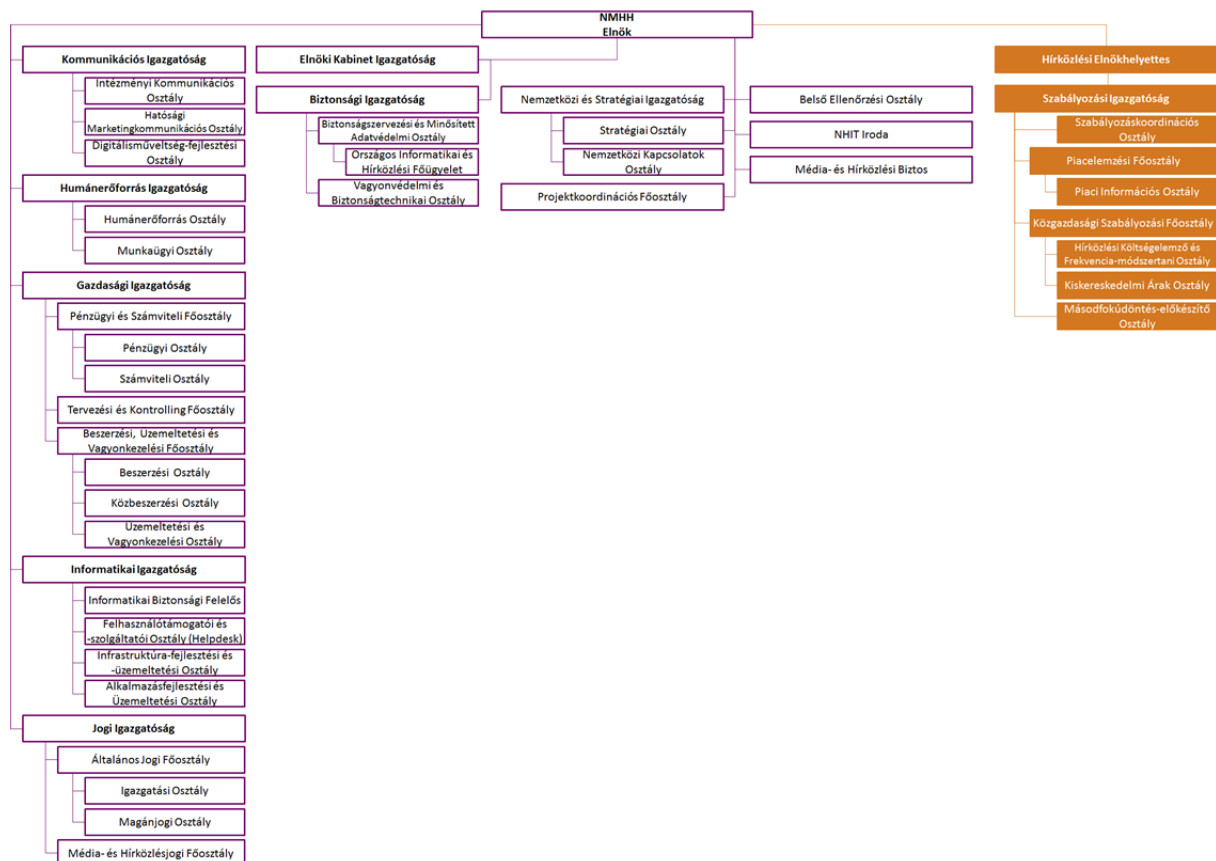 NMHH
Elnök
Kommunikációs Igazgatóság
Intézményi Kommunikációs
Osztály
Hatósági
Marketingkommunikációs Osztály
Digitálisműveltség-fejlesztési
Osztály
Humánerőforrás Igazgatóság
Humánerőforrás Osztály
Munkaügyi Osztály
Gazdasági Igazgatóság
Pénzügyi és Számviteli Főosztály
Pénzügyi Osztály
Számviteli Osztály
Tervezési és Kontrolling Főosztály
Beszerzési, Üzemeltetési és
Vagyonkezelési Főosztály
Beszerzési Osztály
Közbeszerzési Osztály
Üzemeltetési és
Vagyonkezelési Osztály
Informatikai Igazgatóság
Informatikai Biztonsági Felelős
Felhasználótámogatói és
-szolgáltatói Osztály (Helpdesk)
Infrastruktúra-fejlesztési és
-üzemeltetési Osztály
Alkalmazásfejlesztési és
Üzemeltetési Osztály
Jogi Igazgatóság
Általános Jogi Főosztály
Igazgatási Osztály
Magánjogi Osztály
Média- és Hírközlésjogi Főosztály
Elnöki Kabinet Igazgatóság
Biztonsági Igazgatóság
Biztonságszervezési és Minősített
Adatvédelmi Osztály
Országos Informatikai és
Hírközlési Főügyelet
Vagyonvédelmi és
Biztonságtechnikai Osztály
Nemzetközi és Stratégiai Igazgatóság
Stratégiai Osztály
Nemzetközi Kapcsolatok
Osztály
Projektkoordinációs Főosztály
Belső Ellenőrzési Osztály
NHIT Iroda
Média- és Hírközlési Biztos
Hírközlési Elnökhelyettes
Szabályozási Igazgatóság
Szabályozáskoordinációs
Osztály
Piacelemzési Főosztály
Piaci Információs Osztály
Közgazdasági Szabályozási Főosztály
Hírközlési Költségelemző és
Frekvencia-módszertani Osztály
Kiskereskedelmi Árak Osztály
Másodfokúdöntés-előkészítő
Osztály